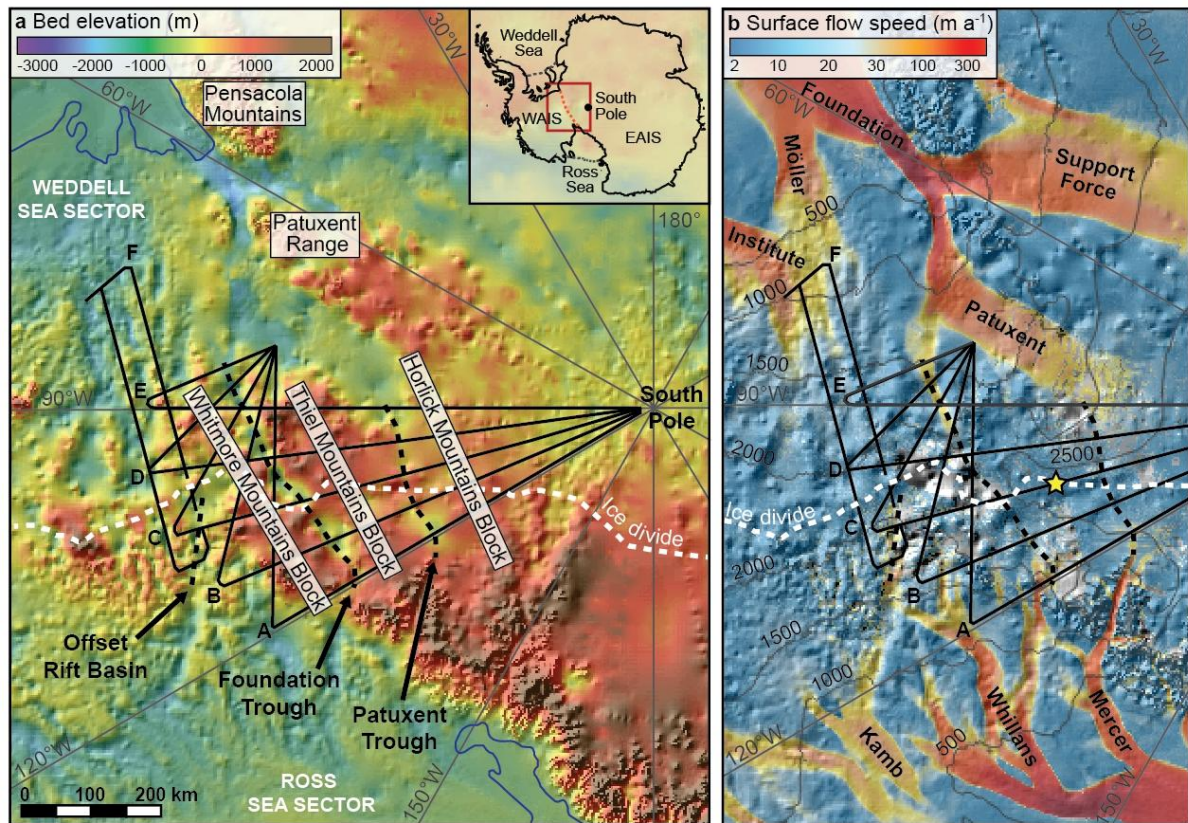 a Bed elevation (m)
-3000 -2000 -1000 0 1000 2000
Pensacola
Mountains
60°W
30°W
Weddell
Sea
South
Pole
WAIS
EAIS
Ross
Sea
WEDDELL
SEA SECTOR
Patuxent
Range
180°
F
E
90°W
D
C
B
A
Whitmore Mountains Block
Thiel Mountains Block
Horlick Mountains Block
South
Pole
Ice divide
Offset
Rift Basin
Foundation
Trough
Patuxent
Trough
120°W
150°W
ROSS
SEA SECTOR
0 100 200 km
b Surface flow speed (m a⁻¹)
2 10 20 30 100 300
30°W
60°W
Foundation
Möller
Support
Force
500
Institute
F
1000
Patuxent
1500
E
90°W
2000
2500
D
Ice divide
C
2000
B
A
1500
1000
Whillans
Mercer
120°W
Kamb
500
150°W